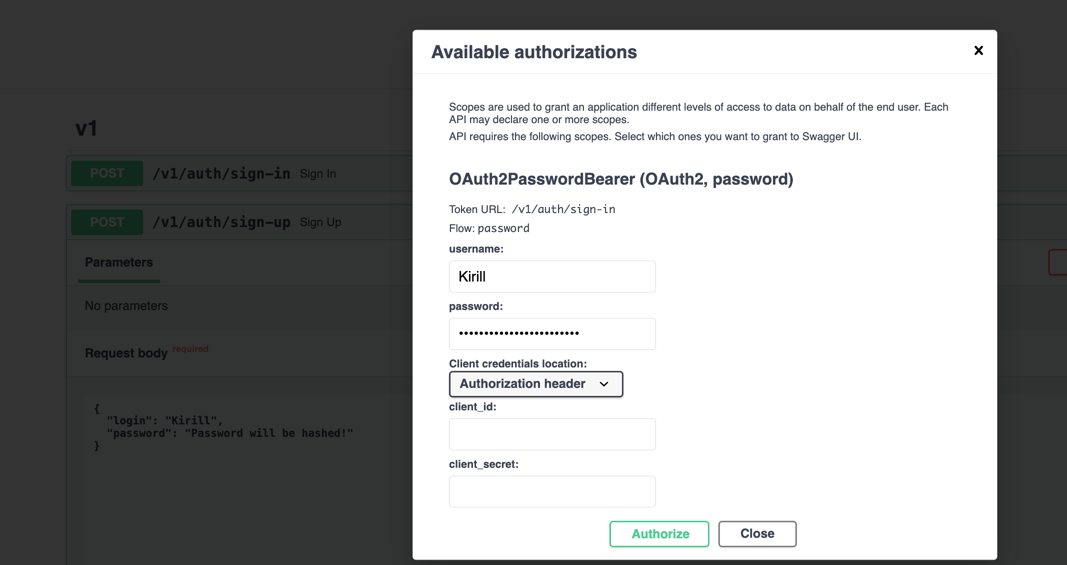 Available authorizations
×
Scopes are used to grant an application different levels of access to data on behalf of the end user. Each
API may declare one or more scopes.
API requires the following scopes. Select which ones you want to grant to Swagger UI.
OAuth2PasswordBearer (OAuth2, password)
Token URL: /v1/auth/sign-in
Flow: password
username:
Kirill
password:
••••••••••••••••••••••••
Client credentials location:
Authorization header
client_id:
client_secret:
Authorize Close
v1
POST /v1/auth/sign-in Sign In
POST /v1/auth/sign-up Sign Up
Parameters
No parameters
Request body required
{
"login": "Kirill",
"password": "Password will be hashed!"
}